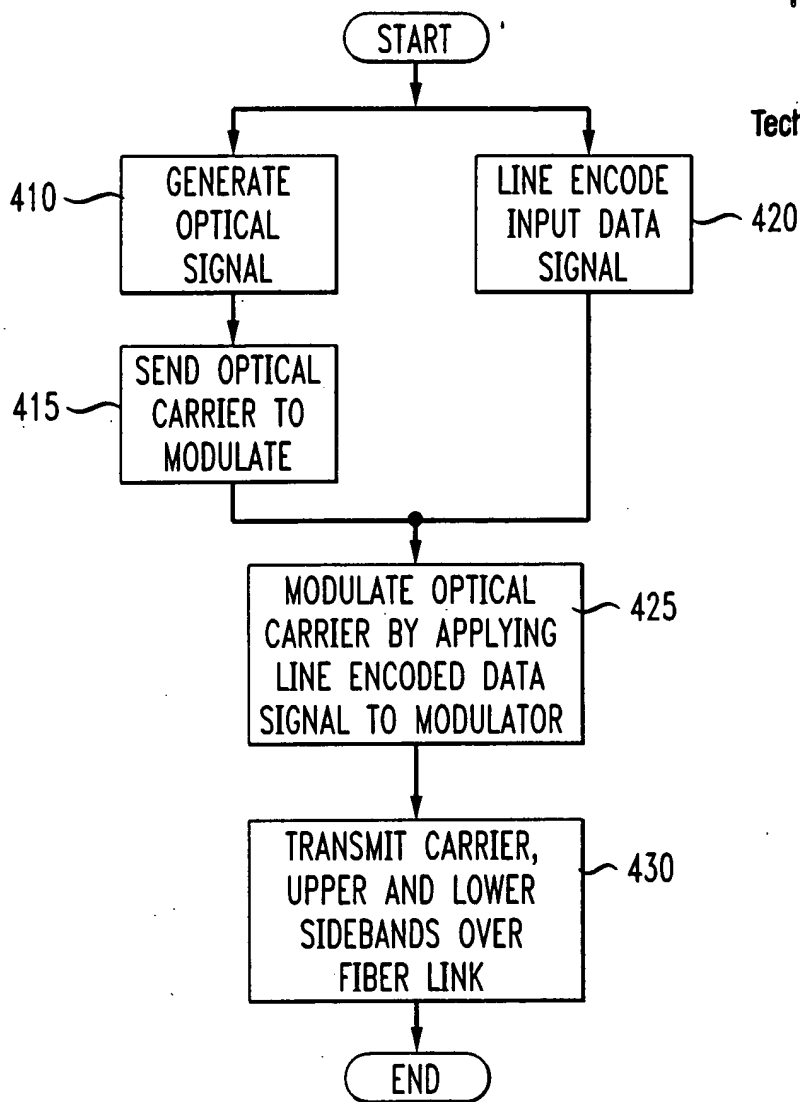 START
Tech
410
GENERATE
OPTICAL
SIGNAL
LINE ENCODE
INPUT DATA
SIGNAL
420
415
SEND OPTICAL
CARRIER TO
MODULATE
MODULATE OPTICAL
CARRIER BY APPLYING
LINE ENCODED DATA
SIGNAL TO MODULATOR
425
TRANSMIT CARRIER,
UPPER AND LOWER
SIDEBANDS OVER
FIBER LINK
430
END